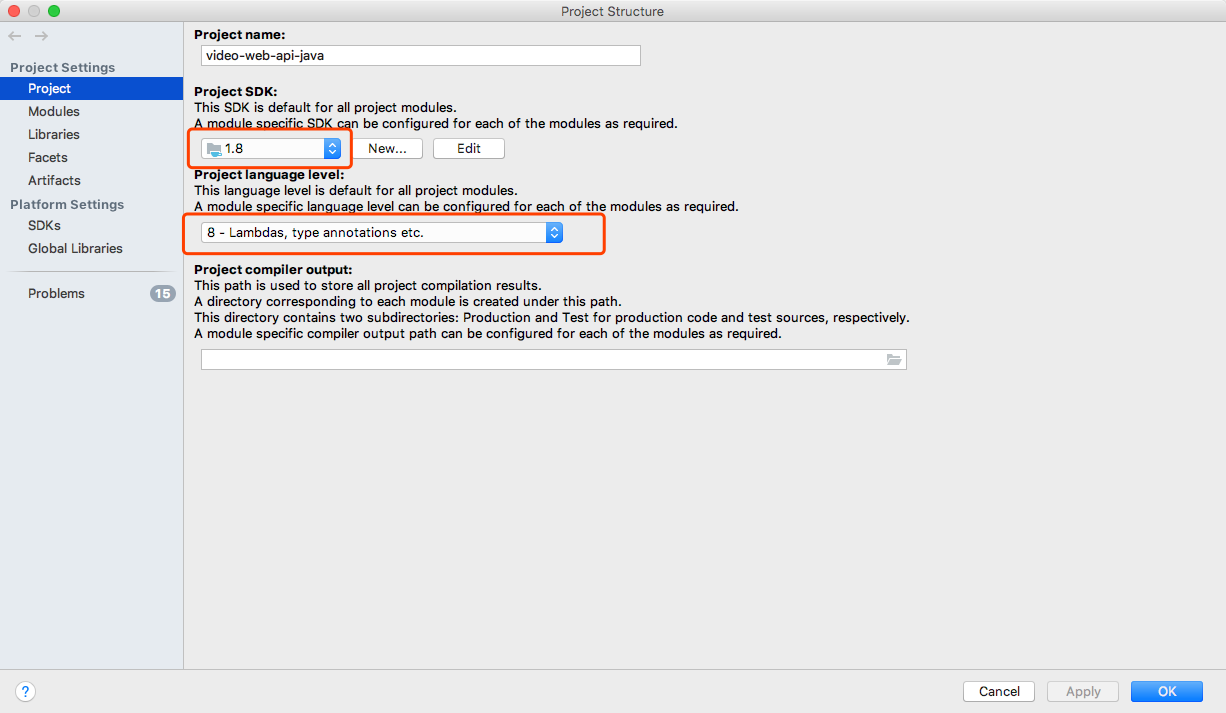 Project Structure
Project Settings
Project
Modules
Libraries
Facets
Artifacts
Platform Settings
SDKs
Global Libraries
Problems 15
Project name:
video-web-api-java
Project SDK:
This SDK is default for all project modules.
A module specific SDK can be configured for each of the modules as required.
1.8 New... Edit
Project language level:
This language level is default for all project modules.
A module specific language level can be configured for each of the modules as required.
8 - Lambdas, type annotations etc.
Project compiler output:
This path is used to store all project compilation results.
A directory corresponding to each module is created under this path.
This directory contains two subdirectories: Production and Test for production code and test sources, respectively.
A module specific compiler output path can be configured for each of the modules as required.
? Cancel Apply OK